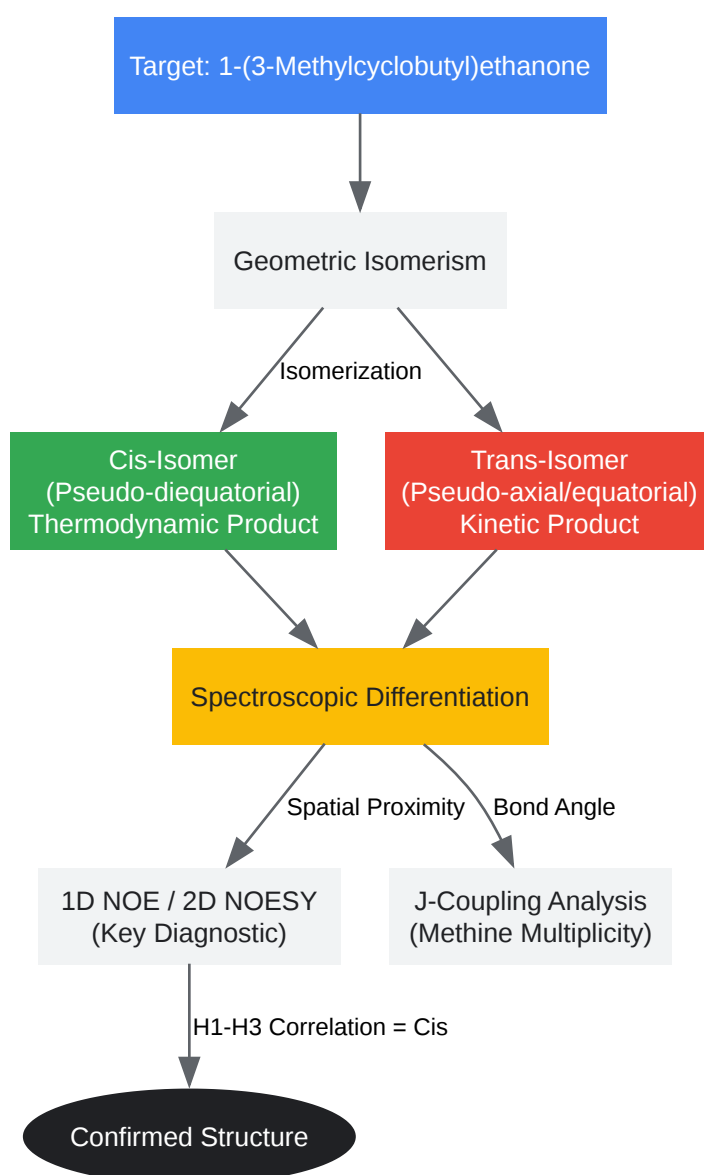 Target: 1-(3-Methylcyclobutyl)ethanone
Geometric Isomerism
Isomerization
Cis-Isomer
(Pseudo-diequatorial)
Thermodynamic Product
Trans-Isomer
(Pseudo-axial/equatorial)
Kinetic Product
Spectroscopic Differentiation
Spatial Proximity
Bond Angle
1D NOE / 2D NOESY
(Key Diagnostic)
J-Coupling Analysis
(Methine Multiplicity)
H1-H3 Correlation = Cis
Confirmed Structure